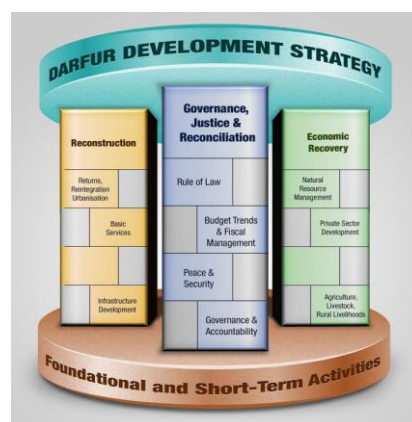 DARFUR DEVELOPMENT STRATEGY
Reconstruction
Returns,
Reintegration
Urbanisation
Basic
Services
Infrastructure
Development
Governance,
Justice &
Reconciliation
Rule of Law
Budget Trends
& Fiscal
Management
Peace &
Security
Governance &
Accountability
Economic
Recovery
Natural
Resource
Management
Private Sector
Development
Agriculture,
Livestock,
Rural Livelihoods
Foundational and Short-Term Activities